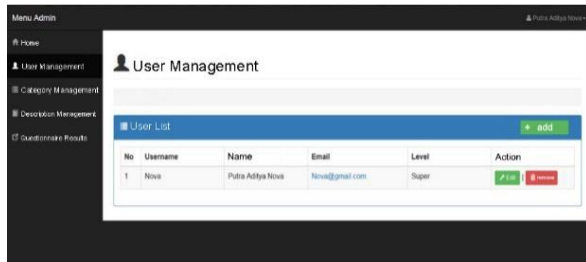 Menu Admin
Putra Aditya Nova
Home
User Management
Category Management
Description Management
Questionnaire Results
User Management
User List
+ add
No Username Name Email Level Action
1 Nova Putra Aditya Nova Nova@gmail.com Super Edit | Remove